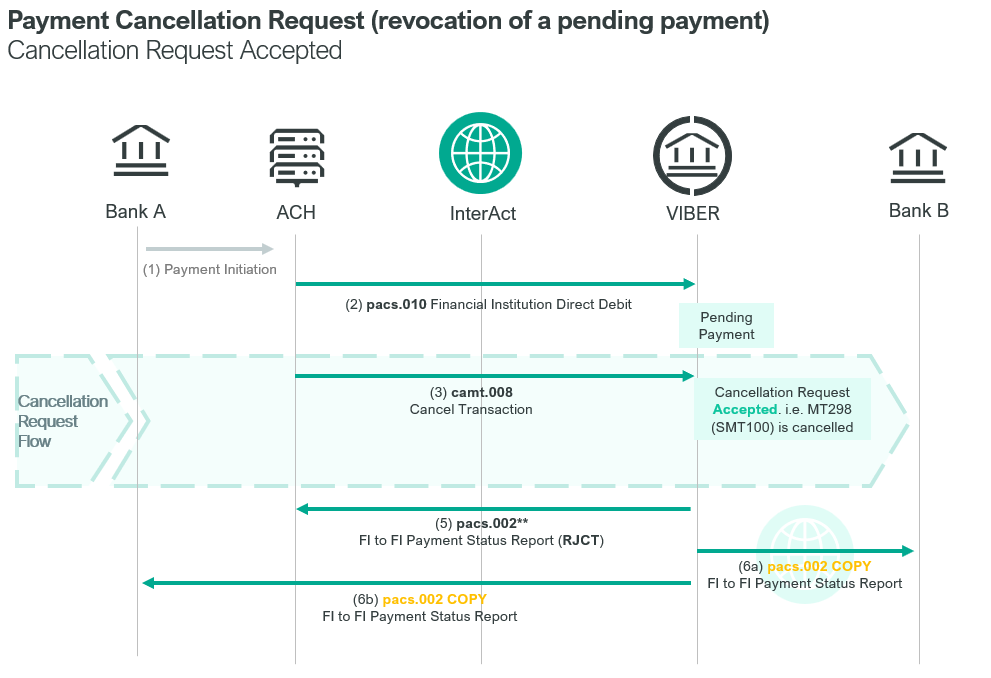 Payment Cancellation Request (revocation of a pending payment)
Cancellation Request Accepted
Bank A
ACH
InterAct
VIBER
Bank B
(1) Payment Initiation
(2) pacs.010 Financial Institution Direct Debit
Pending
Payment
Cancellation
Request
Flow
(3) camt.008
Cancel Transaction
Cancellation Request
Accepted. i.e. MT298
(SMT100) is cancelled
(5) pacs.002**
FI to FI Payment Status Report (RJCT)
(6a) pacs.002 COPY
FI to FI Payment Status Report
(6b) pacs.002 COPY
FI to FI Payment Status Report